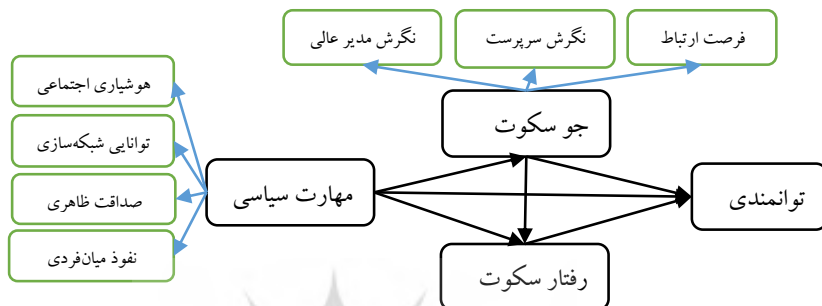 فرصت ارتباط
نگرش سرپرست
نگرش مدیر عالی
هوشیاری اجتماعی
جو سکوت
توانایی شبکه‌سازی
مهارت سیاسی
توانمندی
صداقت ظاهری
نفوذ میان‌فردی
رفتار سکوت